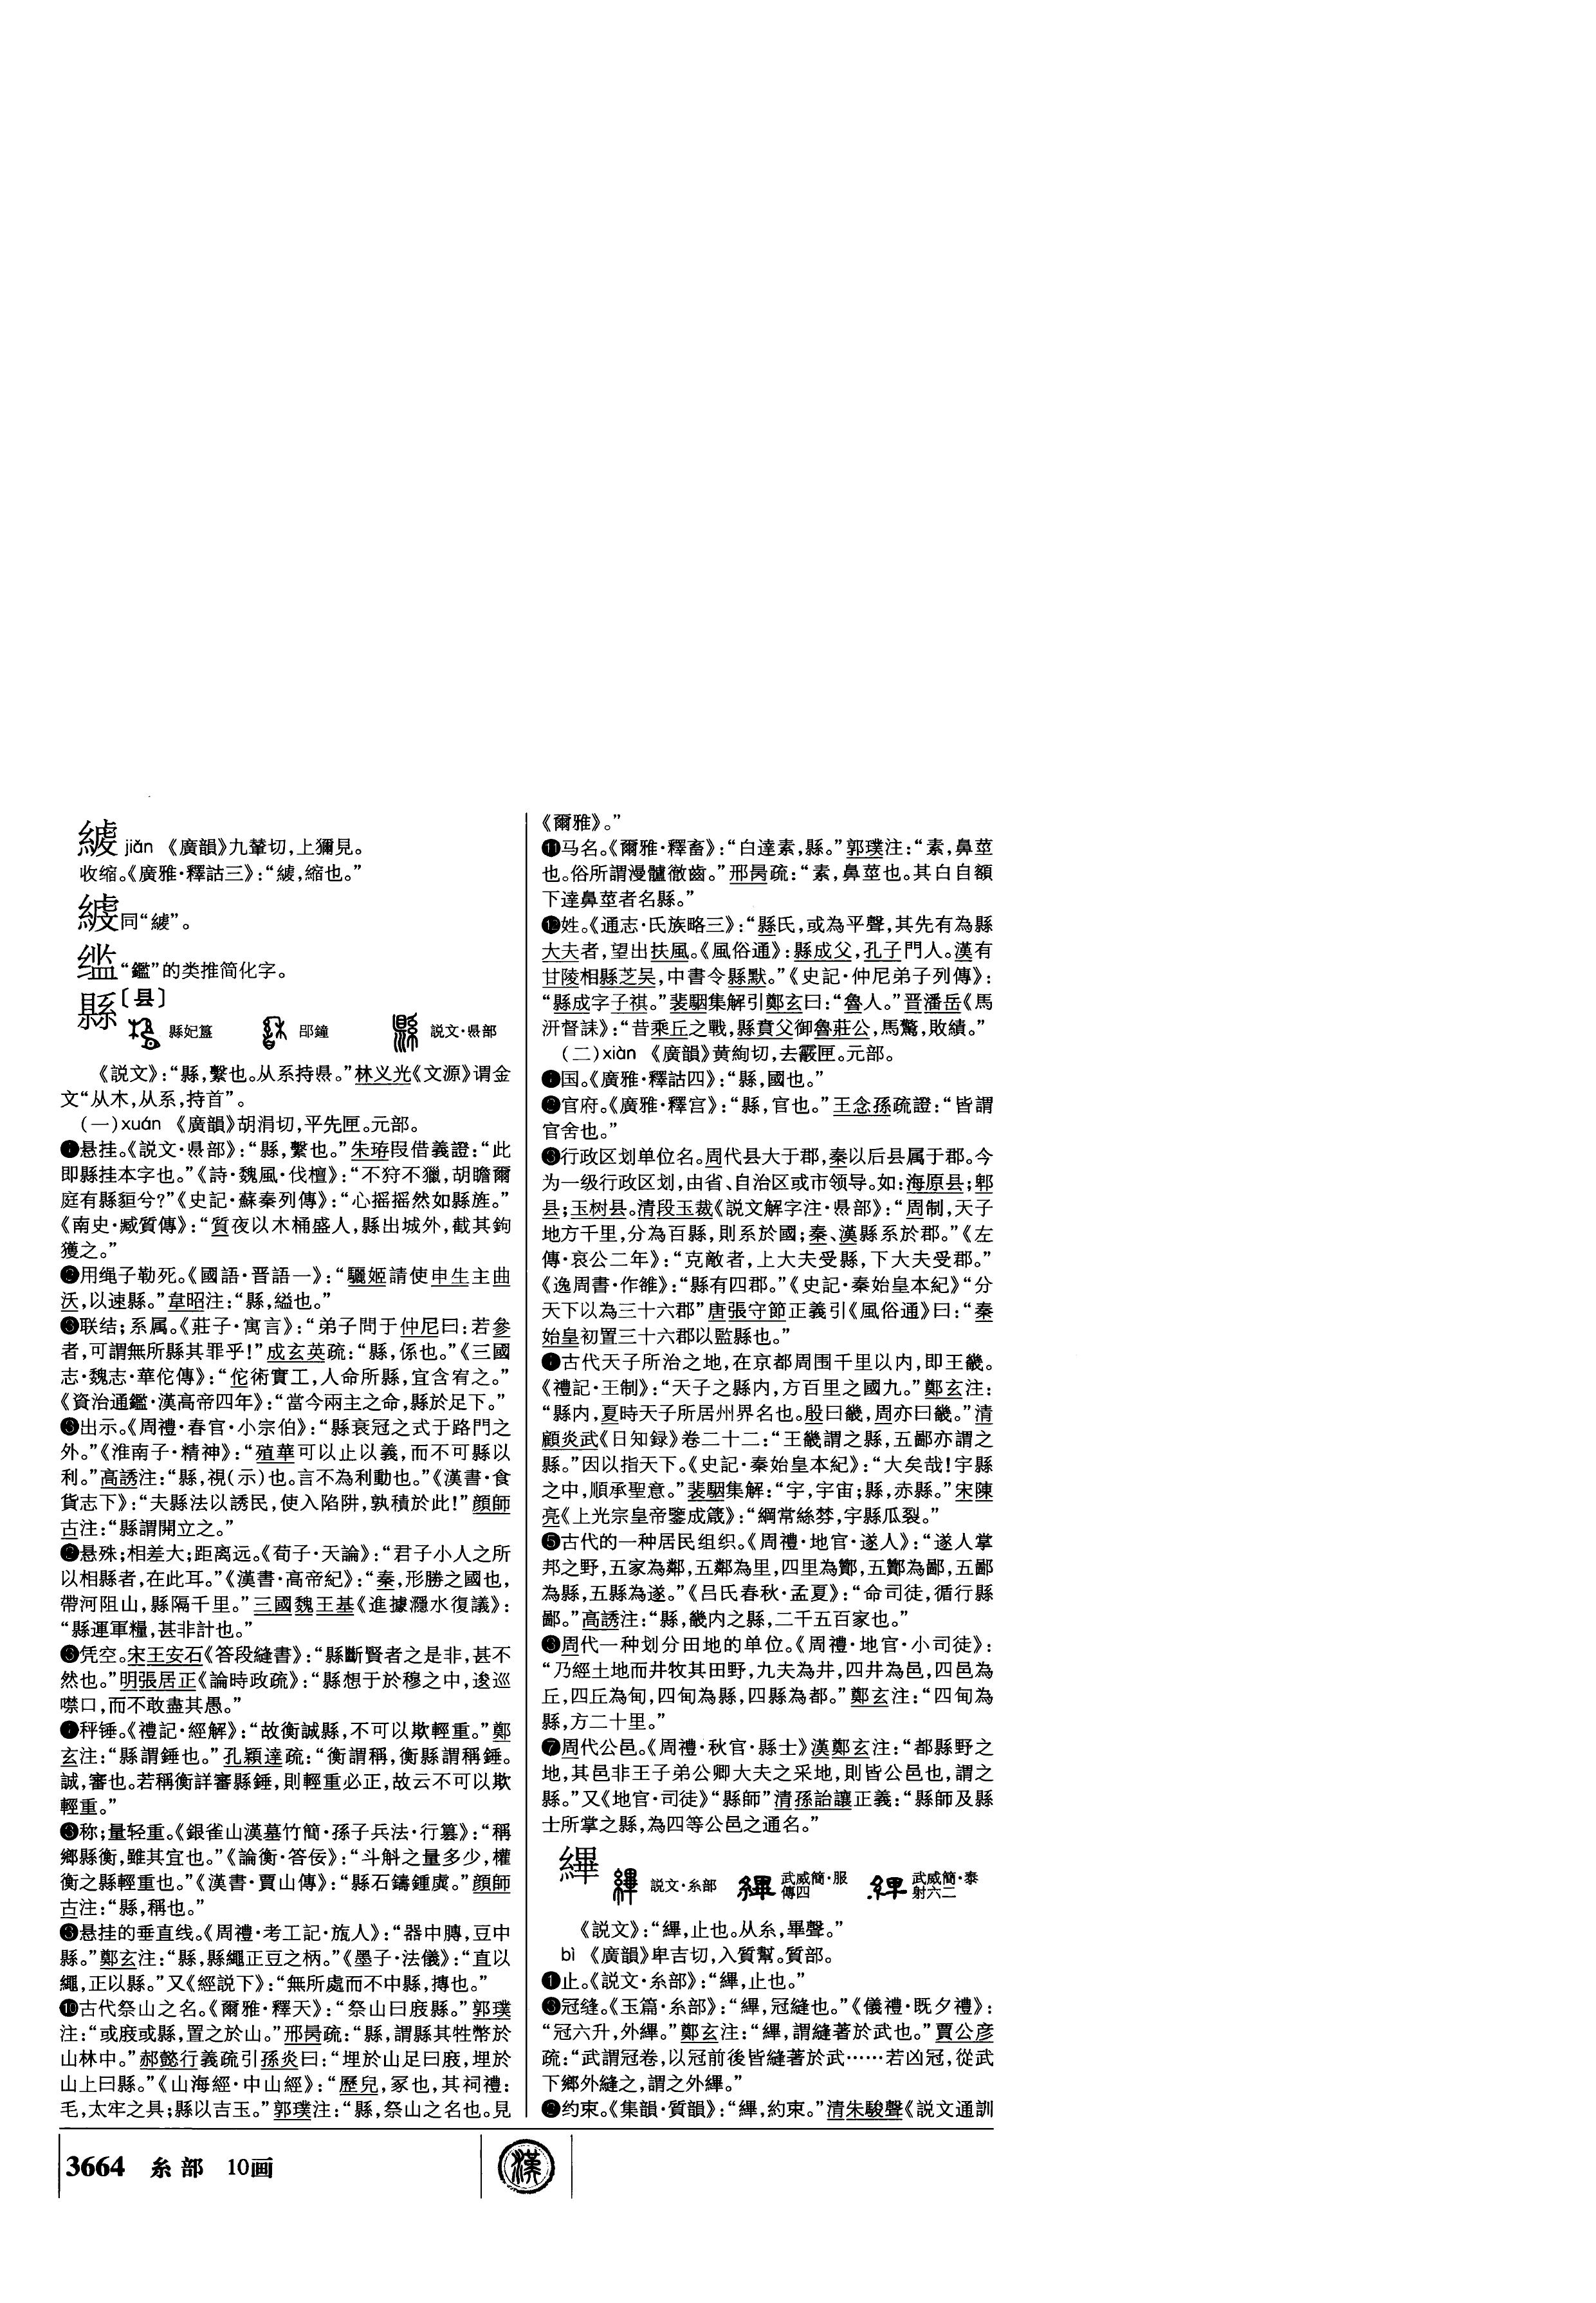 縬 jiǎn 《廣韻》九輦切，上獮見。
收缩。《廣雅·釋詁三》：“縬，縮也。”
同“縬”。
“鑑”的类推简化字。
縣〔县〕
縣妃簋 郘鐘 説文·県部
《説文》：“縣，繫也。从系持県。”林义光《文源》谓金
文“从木，从系，持首”。
（一）xuán 《廣韻》胡涓切，平先匣。元部。
悬挂。《説文·県部》：“縣，繫也。”朱珔叚借義證：“此
即縣挂本字也。”《詩·魏風·伐檀》：“不狩不獵，胡瞻爾
庭有縣貆兮？”《史記·蘇秦列傳》：“心摇摇然如縣旌。”
《南史·臧質傳》：“質夜以木桶盛人，縣出城外，截其鉤
獲之。”
❷用绳子勒死。《國語·晋語一》：“驪姬請使申生主曲
沃，以速縣。”韋昭注：“縣，縊也。”
❸联结；系属。《莊子·寓言》：“弟子問于仲尼曰：若參
者，可謂無所縣其罪乎！”成玄英疏：“縣，係也。”《三國
志·魏志·華佗傳》：“佗術實工，人命所縣，宜含宥之。”
《資治通鑑·漢高帝四年》：“當今兩主之命，縣於足下。”
❸出示。《周禮·春官·小宗伯》：“縣衰冠之式于路門之
外。”《淮南子·精神》：“殖華可以止以義，而不可縣以
利。”高誘注：“縣，視（示）也。言不為利動也。”《漢書·食
貨志下》：“夫縣法以誘民，使入陷阱，孰積於此！”顔師
古注：“縣謂開立之。”
❷悬殊；相差大；距离远。《荀子·天論》：“君子小人之所
以相縣者，在此耳。”《漢書·高帝紀》：“秦，形勝之國也，
帶河阻山，縣隔千里。”三國魏王基《進據㶏水復議》：
“縣運軍糧，甚非計也。”
❸凭空。宋王安石《答段縫書》：“縣斷賢者之是非，甚不
然也。”明張居正《論時政疏》：“縣想于於穆之中，逡巡
噤口，而不敢盡其愚。”
秤锤。《禮記·經解》：“故衡誠縣，不可以欺輕重。”鄭
玄注：“縣謂錘也。”孔穎達疏：“衡謂稱，衡縣謂稱錘。
誠，審也。若稱衡詳審縣錘，則輕重必正，故云不可以欺
輕重。”
❸称；量轻重。《銀雀山漢墓竹簡·孫子兵法·行篡》：“稱
鄉縣衡，雖其宜也。”《論衡·答佞》：“斗斛之量多少，權
衡之縣輕重也。”《漢書·賈山傳》：“縣石鑄鍾虡。”顔師
古注：“縣，稱也。”
❸悬挂的垂直线。《周禮·考工記·瓬人》：“器中膞，豆中
縣。”鄭玄注：“縣，縣繩正豆之柄。”《墨子·法儀》：“直以
繩，正以縣。”又《經説下》：“無所處而不中縣，摶也。”
❿古代祭山之名。《爾雅·釋天》：“祭山曰庪縣。”郭璞
注：“或庪或縣，置之於山。”邢昺疏：“縣，謂縣其牲幣於
山林中。”郝懿行義疏引孫炎曰：“埋於山足曰庪，埋於
山上曰縣。”《山海經·中山經》：“歷兒，冢也，其祠禮：
毛，太牢之具；縣以吉玉。”郭璞注：“縣，祭山之名也。見
《爾雅》。”
⓫马名。《爾雅·釋畜》：“白達素，縣。”郭璞注：“素，鼻莖
也。俗所謂漫髗徹齒。”邢昺疏：“素，鼻莖也。其白自額
下達鼻莖者名縣。”
⓬姓。《通志·氏族略三》：“縣氏，或為平聲，其先有為縣
大夫者，望出扶風。《風俗通》：縣成父，孔子門人。漢有
甘陵相縣芝吴，中書令縣默。”《史記·仲尼弟子列傳》：
“縣成字子祺。”裴駰集解引鄭玄曰：“魯人。”晋潘岳《馬
汧督誄》：“昔乘丘之戰，縣賁父御魯莊公，馬驚，敗績。”
（二）xiàn 《廣韻》黄絢切，去霰匣。元部。
国。《廣雅·釋詁四》：“縣，國也。”
❷官府。《廣雅·釋宫》：“縣，官也。”王念孫疏證：“皆謂
官舍也。”
❸行政区划单位名。周代县大于郡，秦以后县属于郡。今
为一级行政区划，由省、自治区或市领导。如：海原县；郫
县；玉树县。清段玉裁《説文解字注·県部》：“周制，天子
地方千里，分為百縣，則系於國；秦、漢縣系於郡。”《左
傳·哀公二年》：“克敵者，上大夫受縣，下大夫受郡。”
《逸周書·作雒》：“縣有四郡。”《史記·秦始皇本紀》“分
天下以為三十六郡”唐張守節正義引《風俗通》曰：“秦
始皇初置三十六郡以監縣也。”
古代天子所治之地，在京都周围千里以内，即王畿。
《禮記·王制》：“天子之縣内，方百里之國九。”鄭玄注：
“縣内，夏時天子所居州界名也。殷曰畿，周亦曰畿。”清
顧炎武《日知録》卷二十二：“王畿謂之縣，五鄙亦謂之
縣。”因以指天下。《史記·秦始皇本紀》：“大矣哉！宇縣
之中，順承聖意。”裴駰集解：“宇，宇宙；縣，赤縣。”宋陳
亮《上光宗皇帝鑒成箴》：“綱常絲棼，宇縣瓜裂。”
❺古代的一种居民组织。《周禮·地官·遂人》：“遂人掌
邦之野，五家為鄰，五鄰為里，四里為酇，五酇為鄙，五鄙
為縣，五縣為遂。”《吕氏春秋·孟夏》：“命司徒，循行縣
鄙。”高誘注：“縣，畿内之縣，二千五百家也。”
❸周代一种划分田地的单位。《周禮·地官·小司徒》：
“乃經土地而井牧其田野，九夫為井，四井為邑，四邑為
丘，四丘為甸，四甸為縣，四縣為都。”鄭玄注：“四甸為
縣，方二十里。”
❼周代公邑。《周禮·秋官·縣士》漢鄭玄注：“都縣野之
地，其邑非王子弟公卿大夫之采地，則皆公邑也，謂之
縣。”又《地官·司徒》“縣師”清孫詒讓正義：“縣師及縣
士所掌之縣，為四等公邑之通名。”
縪
説文·糸部 武威簡·服傳四 武威簡·泰射六二
《説文》：“縪，止也。从糸，畢聲。”
bì 《廣韻》卑吉切，入質幫。質部。
❶止。《説文·糸部》：“縪，止也。”
❸冠缝。《玉篇·糸部》：“縪，冠縫也。”《儀禮·既夕禮》：
“冠六升，外縪。”鄭玄注：“縪，謂縫著於武也。”賈公彦
疏：“武謂冠卷，以冠前後皆縫著於武……若凶冠，從武
下鄉外縫之，謂之外縪。”
❷约束。《集韻·質韻》：“縪，約束。”清朱駿聲《説文通訓
3664 糸部 10画
漢